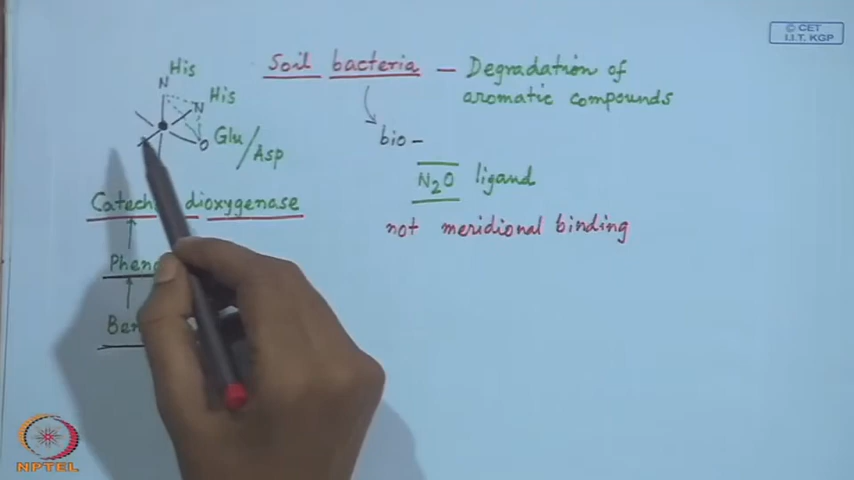 © CET
I.I.T. KGP
His
N
N His
O Glu/Asp
Soil bacteria – Degradation of
aromatic compounds
bio-
N2O ligand
not meridional binding
dioxygenase
NPTEL